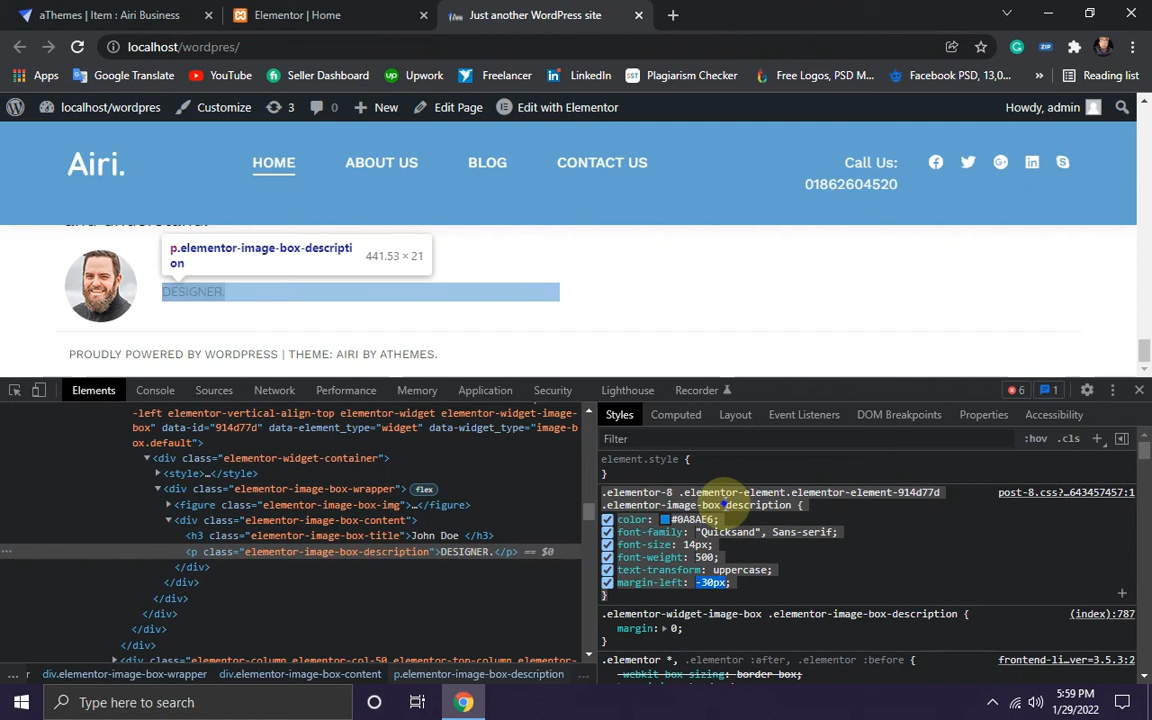 aThemes | Item : Airi Business
Elementor | Home
Just another WordPress site
localhost/wordpres/
Apps Google Translate YouTube Seller Dashboard Upwork Freelancer LinkedIn Plagiarism Checker Free Logos, PSD M... Facebook PSD, 13,0... » Reading list
localhost/wordpres Customize 3 0 New Edit Page Edit with Elementor Howdy, admin
Airi. HOME ABOUT US BLOG CONTACT US Call Us:
01862604520
p.elementor-image-box-descripti
on 441.53 × 21
DESIGNER.
PROUDLY POWERED BY WORDPRESS | THEME: AIRI BY ATHEMES.
Elements Console Sources Network Performance Memory Application Security Lighthouse Recorder 6 1
-left elementor-vertical-align-top elementor-widget elementor-widget-image-
box" data-id="914d77d" data-element_type="widget" data-widget_type="image-b
ox.default">
<div class="elementor-widget-container">
<style>…</style>
<div class="elementor-image-box-wrapper"> flex
<figure class="elementor-image-box-img">…</figure>
<div class="elementor-image-box-content">
<h3 class="elementor-image-box-title">John Doe </h3>
<p class="elementor-image-box-description">DESIGNER.</p> == $0
</div>
</div>
</div>
</div>
</div>
</div>
<div class="elementor-column elementor-col-50 elementor-top-column elementor-
... r div.elementor-image-box-wrapper div.elementor-image-box-content p.elementor-image-box-description ...
Styles Computed Layout Event Listeners DOM Breakpoints Properties Accessibility
Filter :hov .cls +
element.style {
}
.elementor-8 .elementor-element.elementor-element-914d77d post-8.css?…643457457:1
.elementor-image-box-description {
color: #0A8AE6;
font-family: "Quicksand", Sans-serif;
font-size: 14px;
font-weight: 500;
text-transform: uppercase;
margin-left: -30px;
}
.elementor-widget-image-box .elementor-image-box-description { (index):787
margin: 0;
}
.elementor *, .elementor :after, .elementor :before { frontend-li…ver=3.5.3:2
-webkit-box-sizing: border-box;
Type here to search
5:59 PM
1/29/2022